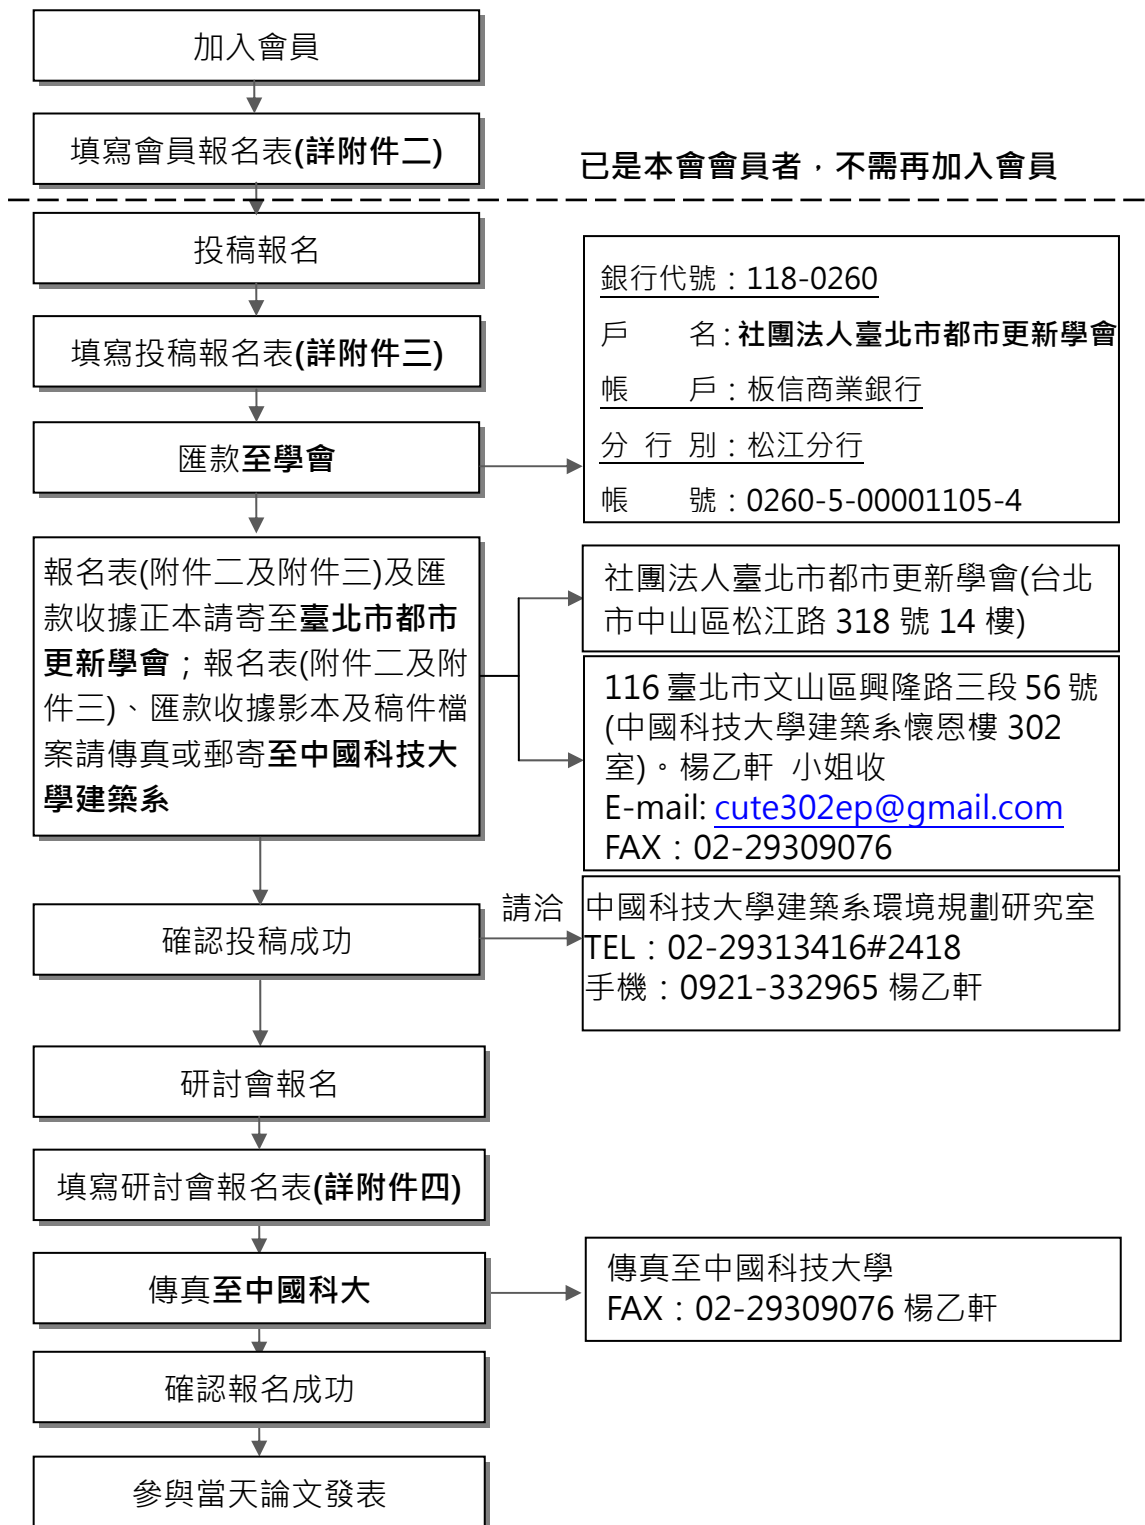 加入會員
填寫會員報名表(詳附件二)
已是本會會員者，不需再加入會員
投稿報名
填寫投稿報名表(詳附件三)
匯款至學會
銀行代號：118-0260
戶　　名：社團法人臺北市都市更新學會
帳　　戶：板信商業銀行
分 行 別：松江分行
帳　　號：0260-5-00001105-4
報名表(附件二及附件三)及匯
款收據正本請寄至臺北市都市
更新學會；報名表(附件二及附
件三)、匯款收據影本及稿件檔
案請傳真或郵寄至中國科技大
學建築系
社團法人臺北市都市更新學會(台北
市中山區松江路 318 號 14 樓)
116 臺北市文山區興隆路三段 56 號
(中國科技大學建築系懷恩樓 302
室)。楊乙軒 小姐收
E-mail: cute302ep@gmail.com
FAX：02-29309076
確認投稿成功
請洽
中國科技大學建築系環境規劃研究室
TEL：02-29313416#2418
手機：0921-332965 楊乙軒
研討會報名
填寫研討會報名表(詳附件四)
傳真至中國科大
傳真至中國科技大學
FAX：02-29309076 楊乙軒
確認報名成功
參與當天論文發表